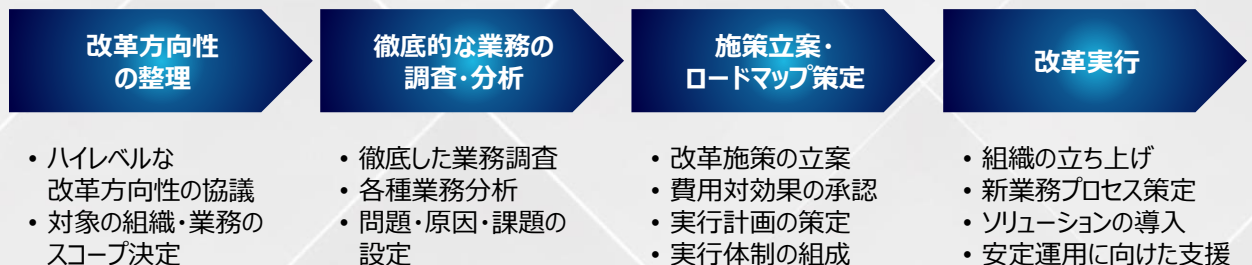 改革方向性
の整理
徹底的な業務の
調査・分析
施策立案・
ロードマップ策定
改革実行
• ハイレベルな
改革方向性の協議
• 対象の組織・業務の
スコープ決定
• 徹底した業務調査
• 各種業務分析
• 問題・原因・課題の
設定
• 改革施策の立案
• 費用対効果の承認
• 実行計画の策定
• 実行体制の組成
• 組織の立ち上げ
• 新業務プロセス策定
• ソリューションの導入
• 安定運用に向けた支援